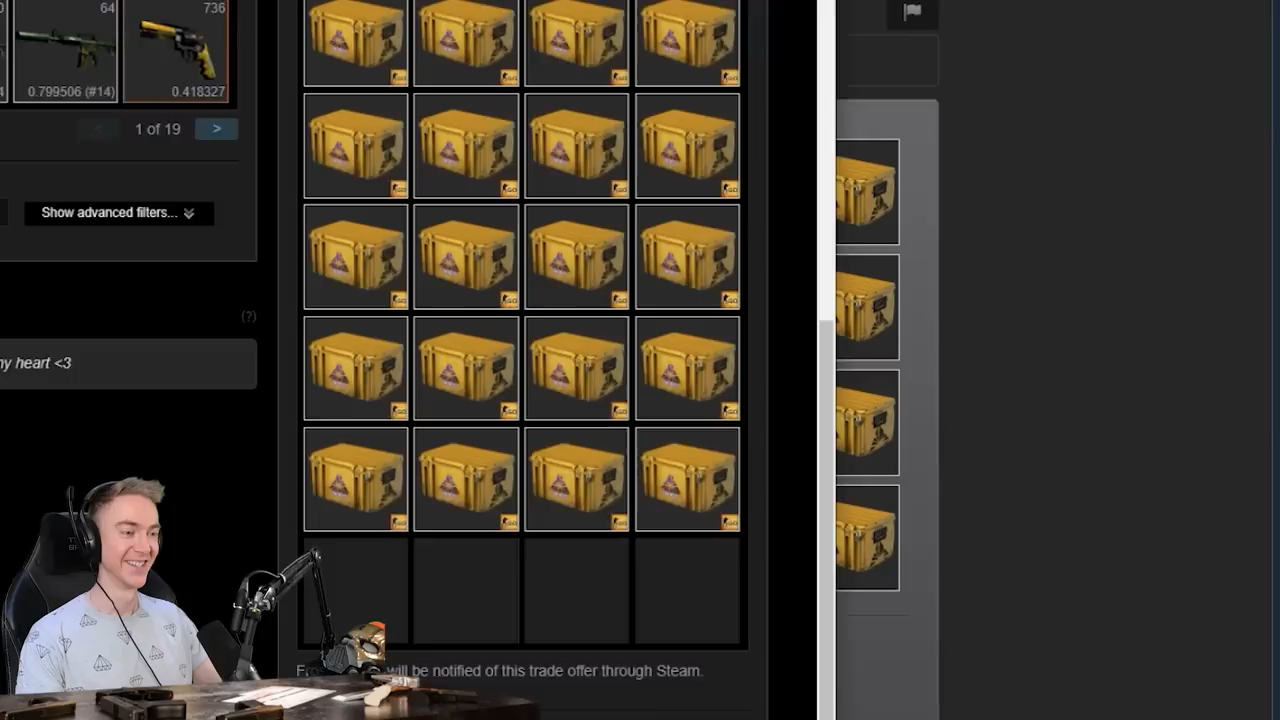 64
736
0.799506 (#14)
0.418327
< 1 of 19 >
Show advanced filters...
(?)
ny heart <3
will be notified of this trade offer through Steam.